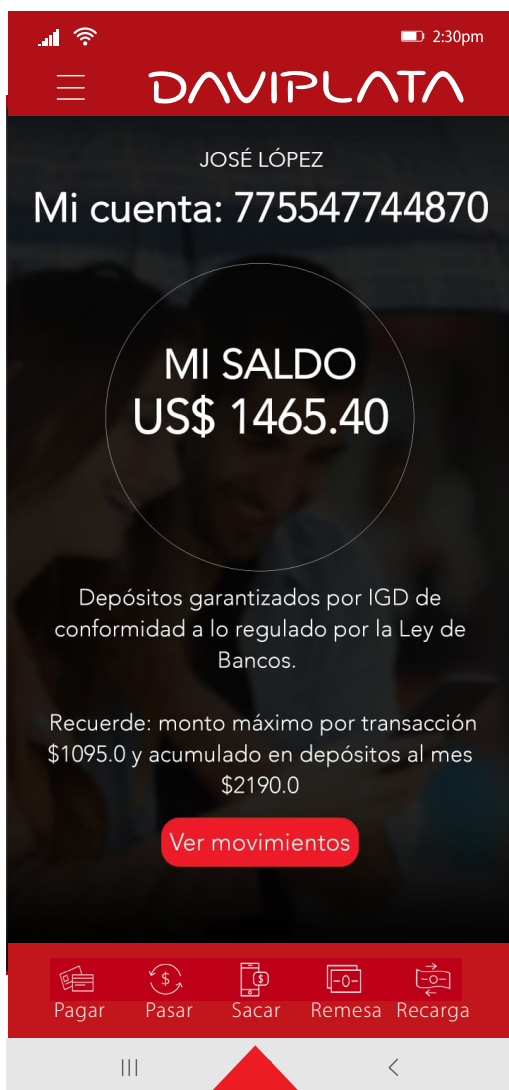 2:30pm
DAVIPLATA
JOSÉ LÓPEZ
Mi cuenta: 775547744870
MI SALDO
US$ 1465.40
Depósitos garantizados por IGD de
conformidad a lo regulado por la Ley de
Bancos.
Recuerde: monto máximo por transacción
$1095.0 y acumulado en depósitos al mes
$2190.0
Ver movimientos
Pagar Pasar Sacar Remesa Recarga